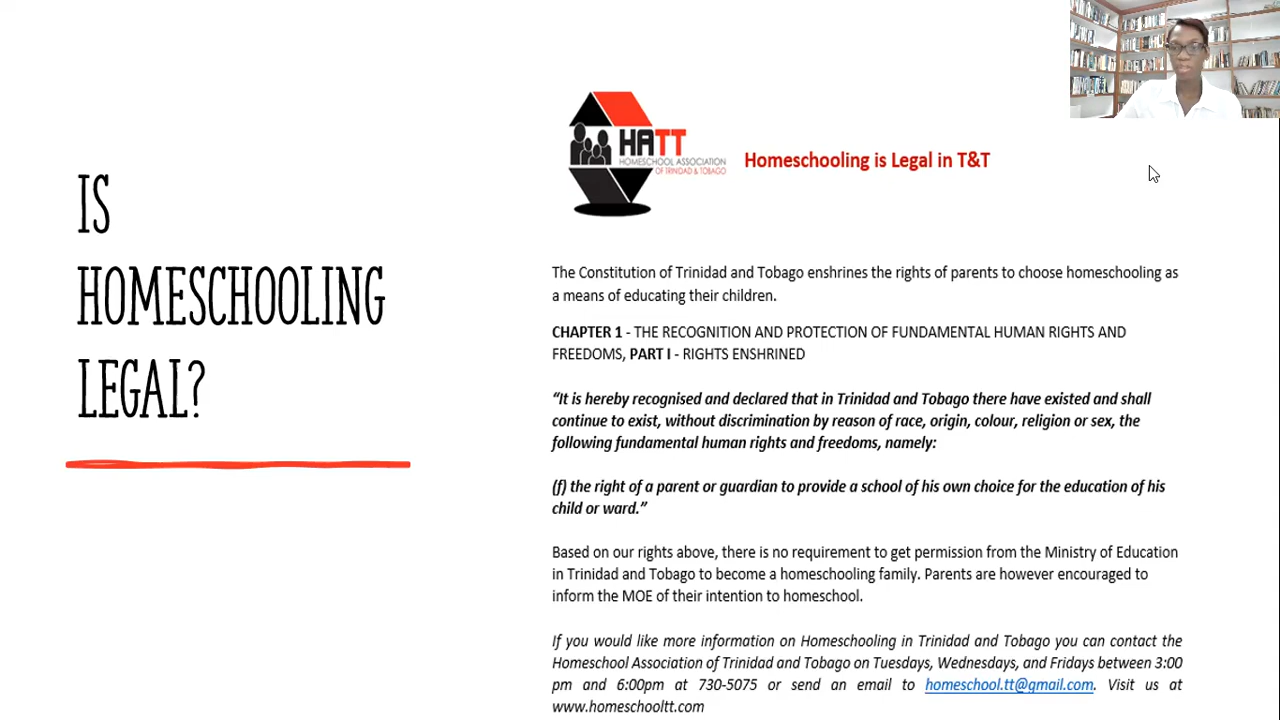 IS
HOMESCHOOLING
LEGAL?
HATT
HOMESCHOOL ASSOCIATION
OF TRINIDAD & TOBAGO
Homeschooling is Legal in T&T
The Constitution of Trinidad and Tobago enshrines the rights of parents to choose homeschooling as
a means of educating their children.
CHAPTER 1 - THE RECOGNITION AND PROTECTION OF FUNDAMENTAL HUMAN RIGHTS AND
FREEDOMS, PART I - RIGHTS ENSHRINED
“It is hereby recognised and declared that in Trinidad and Tobago there have existed and shall
continue to exist, without discrimination by reason of race, origin, colour, religion or sex, the
following fundamental human rights and freedoms, namely:
(f) the right of a parent or guardian to provide a school of his own choice for the education of his
child or ward.”
Based on our rights above, there is no requirement to get permission from the Ministry of Education
in Trinidad and Tobago to become a homeschooling family. Parents are however encouraged to
inform the MOE of their intention to homeschool.
If you would like more information on Homeschooling in Trinidad and Tobago you can contact the
Homeschool Association of Trinidad and Tobago on Tuesdays, Wednesdays, and Fridays between 3:00
pm and 6:00pm at 730-5075 or send an email to homeschool.tt@gmail.com. Visit us at
www.homeschooltt.com